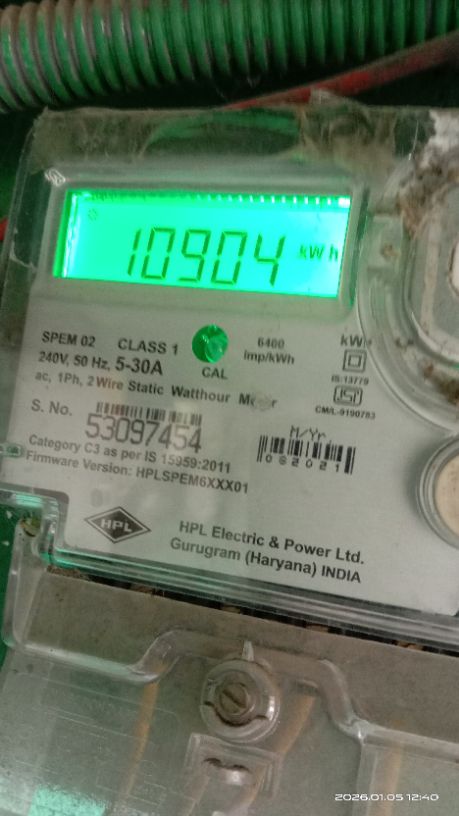 10904 kWh
SPEM 02 CLASS 1 6400 kWh
240V, 50 Hz, 5-30A CAL Imp/kWh
ac, 1Ph, 2 Wire Static Watthour Meter IS:13779
CM/L-9190783
S. No. 53097454 M/Yr.
082021
Category C3 as per IS 15959:2011
Firmware Version: HPLSPEM6XXX01
HPL
HPL Electric & Power Ltd.
Gurugram (Haryana) INDIA
2026.01.05 12:40